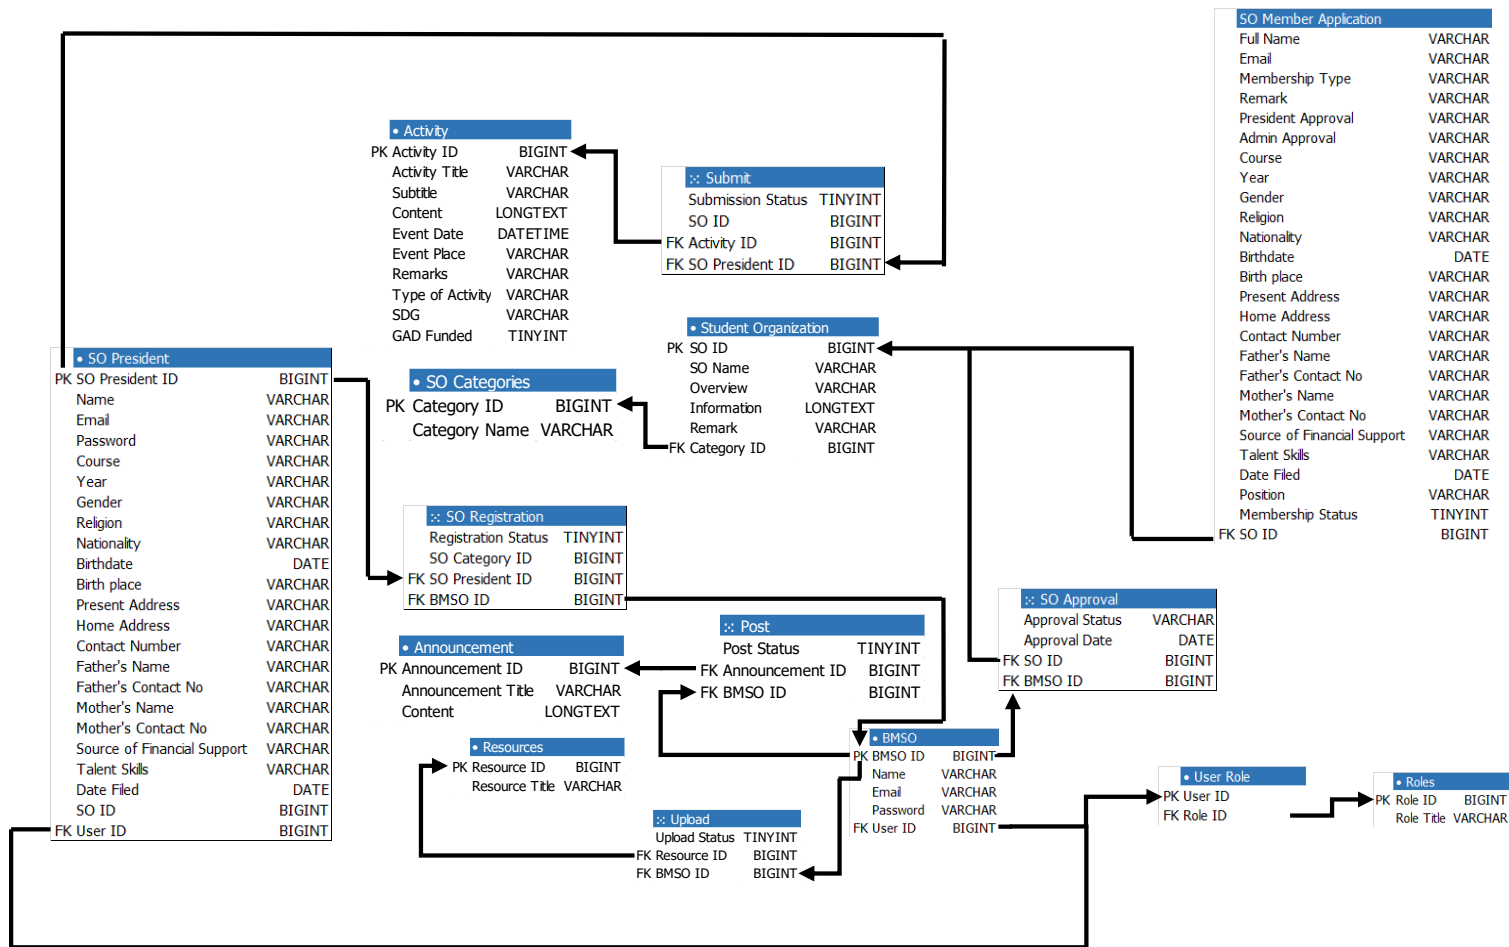 SO Member Application
Full Name VARCHAR
Email VARCHAR
Membership Type VARCHAR
Remark VARCHAR
President Approval VARCHAR
Admin Approval VARCHAR
Course VARCHAR
Year VARCHAR
Gender VARCHAR
Religion VARCHAR
Nationality VARCHAR
Birthdate DATE
Birth place VARCHAR
Present Address VARCHAR
Home Address VARCHAR
Contact Number VARCHAR
Father's Name VARCHAR
Father's Contact No VARCHAR
Mother's Name VARCHAR
Mother's Contact No VARCHAR
Source of Financial Support VARCHAR
Talent Skills VARCHAR
Date Filed DATE
Position VARCHAR
Membership Status TINYINT
FK SO ID BIGINT
• Activity
PK Activity ID BIGINT
Activity Title VARCHAR
Subtitle VARCHAR
Content LONGTEXT
Event Date DATETIME
Event Place VARCHAR
Remarks VARCHAR
Type of Activity VARCHAR
SDG VARCHAR
GAD Funded TINYINT
Submit
Submission Status TINYINT
SO ID BIGINT
FK Activity ID BIGINT
FK SO President ID BIGINT
• Student Organization
PK SO ID BIGINT
SO Name VARCHAR
Overview VARCHAR
Information LONGTEXT
Remark VARCHAR
FK Category ID BIGINT
• SO President
PK SO President ID BIGINT
Name VARCHAR
Email VARCHAR
Password VARCHAR
Course VARCHAR
Year VARCHAR
Gender VARCHAR
Religion VARCHAR
Nationality VARCHAR
Birthdate DATE
Birth place VARCHAR
Present Address VARCHAR
Home Address VARCHAR
Contact Number VARCHAR
Father's Name VARCHAR
Father's Contact No VARCHAR
Mother's Name VARCHAR
Mother's Contact No VARCHAR
Source of Financial Support VARCHAR
Talent Skills VARCHAR
Date Filed DATE
SO ID BIGINT
FK User ID BIGINT
• SO Categories
PK Category ID BIGINT
Category Name VARCHAR
SO Registration
Registration Status TINYINT
SO Category ID BIGINT
FK SO President ID BIGINT
FK BMSO ID BIGINT
• Announcement
PK Announcement ID BIGINT
Announcement Title VARCHAR
Content LONGTEXT
Post
Post Status TINYINT
FK Announcement ID BIGINT
FK BMSO ID BIGINT
SO Approval
Approval Status VARCHAR
Approval Date DATE
FK SO ID BIGINT
FK BMSO ID BIGINT
• Resources
PK Resource ID BIGINT
Resource Title VARCHAR
• BMSO
PK BMSO ID BIGINT
Name VARCHAR
Email VARCHAR
Password VARCHAR
FK User ID BIGINT
Upload
Upload Status TINYINT
FK Resource ID BIGINT
FK BMSO ID BIGINT
• User Role
PK User ID
FK Role ID
• Roles
PK Role ID BIGINT
Role Title VARCHAR